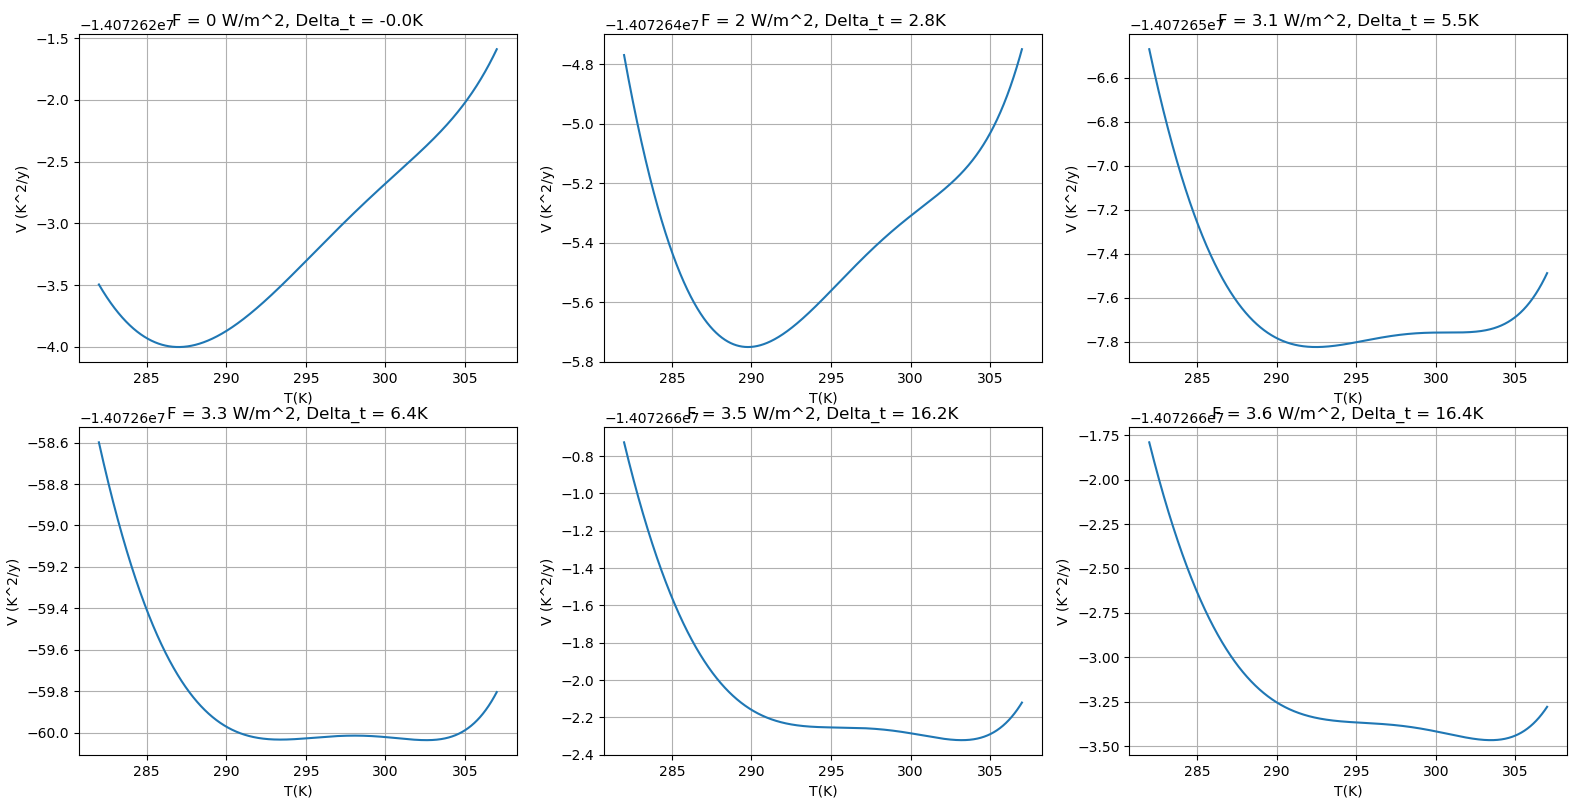 −1.407262e7
F = 0 W/m^2, Delta_t = -0.0K
−1.5
−2.0
−2.5
−3.0
−3.5
−4.0
V (K^2/y)
285 290 295 300 305
T(K)
−1.407264e7
F = 2 W/m^2, Delta_t = 2.8K
−4.8
−5.0
−5.2
−5.4
−5.6
−5.8
V (K^2/y)
285 290 295 300 305
T(K)
−1.407265e7
F = 3.1 W/m^2, Delta_t = 5.5K
−6.6
−6.8
−7.0
−7.2
−7.4
−7.6
−7.8
V (K^2/y)
285 290 295 300 305
T(K)
−1.40726e7
F = 3.3 W/m^2, Delta_t = 6.4K
−58.6
−58.8
−59.0
−59.2
−59.4
−59.6
−59.8
−60.0
V (K^2/y)
285 290 295 300 305
T(K)
−1.407266e7
F = 3.5 W/m^2, Delta_t = 16.2K
−0.8
−1.0
−1.2
−1.4
−1.6
−1.8
−2.0
−2.2
−2.4
V (K^2/y)
285 290 295 300 305
T(K)
−1.407266e7
F = 3.6 W/m^2, Delta_t = 16.4K
−1.75
−2.00
−2.25
−2.50
−2.75
−3.00
−3.25
−3.50
V (K^2/y)
285 290 295 300 305
T(K)